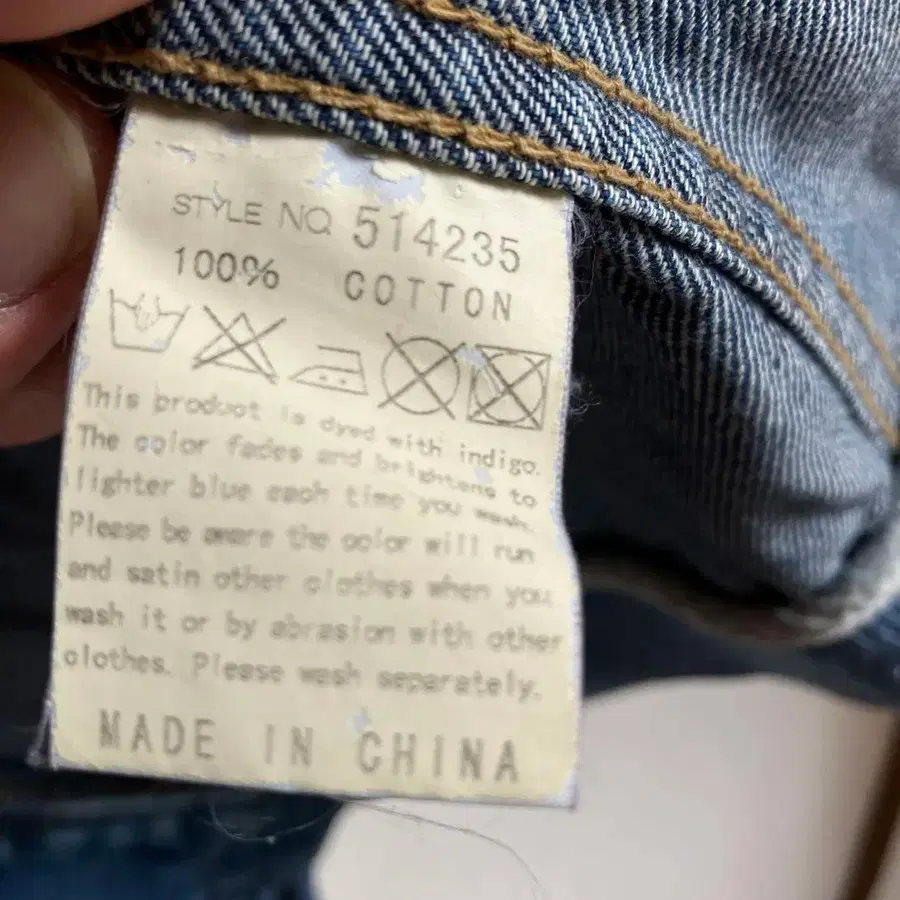 STYLE NO. 514235
100% COTTON
This product is dyed with indigo.
The color fades and brightens to
lighter blue each time you wash.
Please be aware the color will run
and satin other clothes when you
wash it or by abrasion with other
clothes. Please wash separately.
MADE IN CHINA